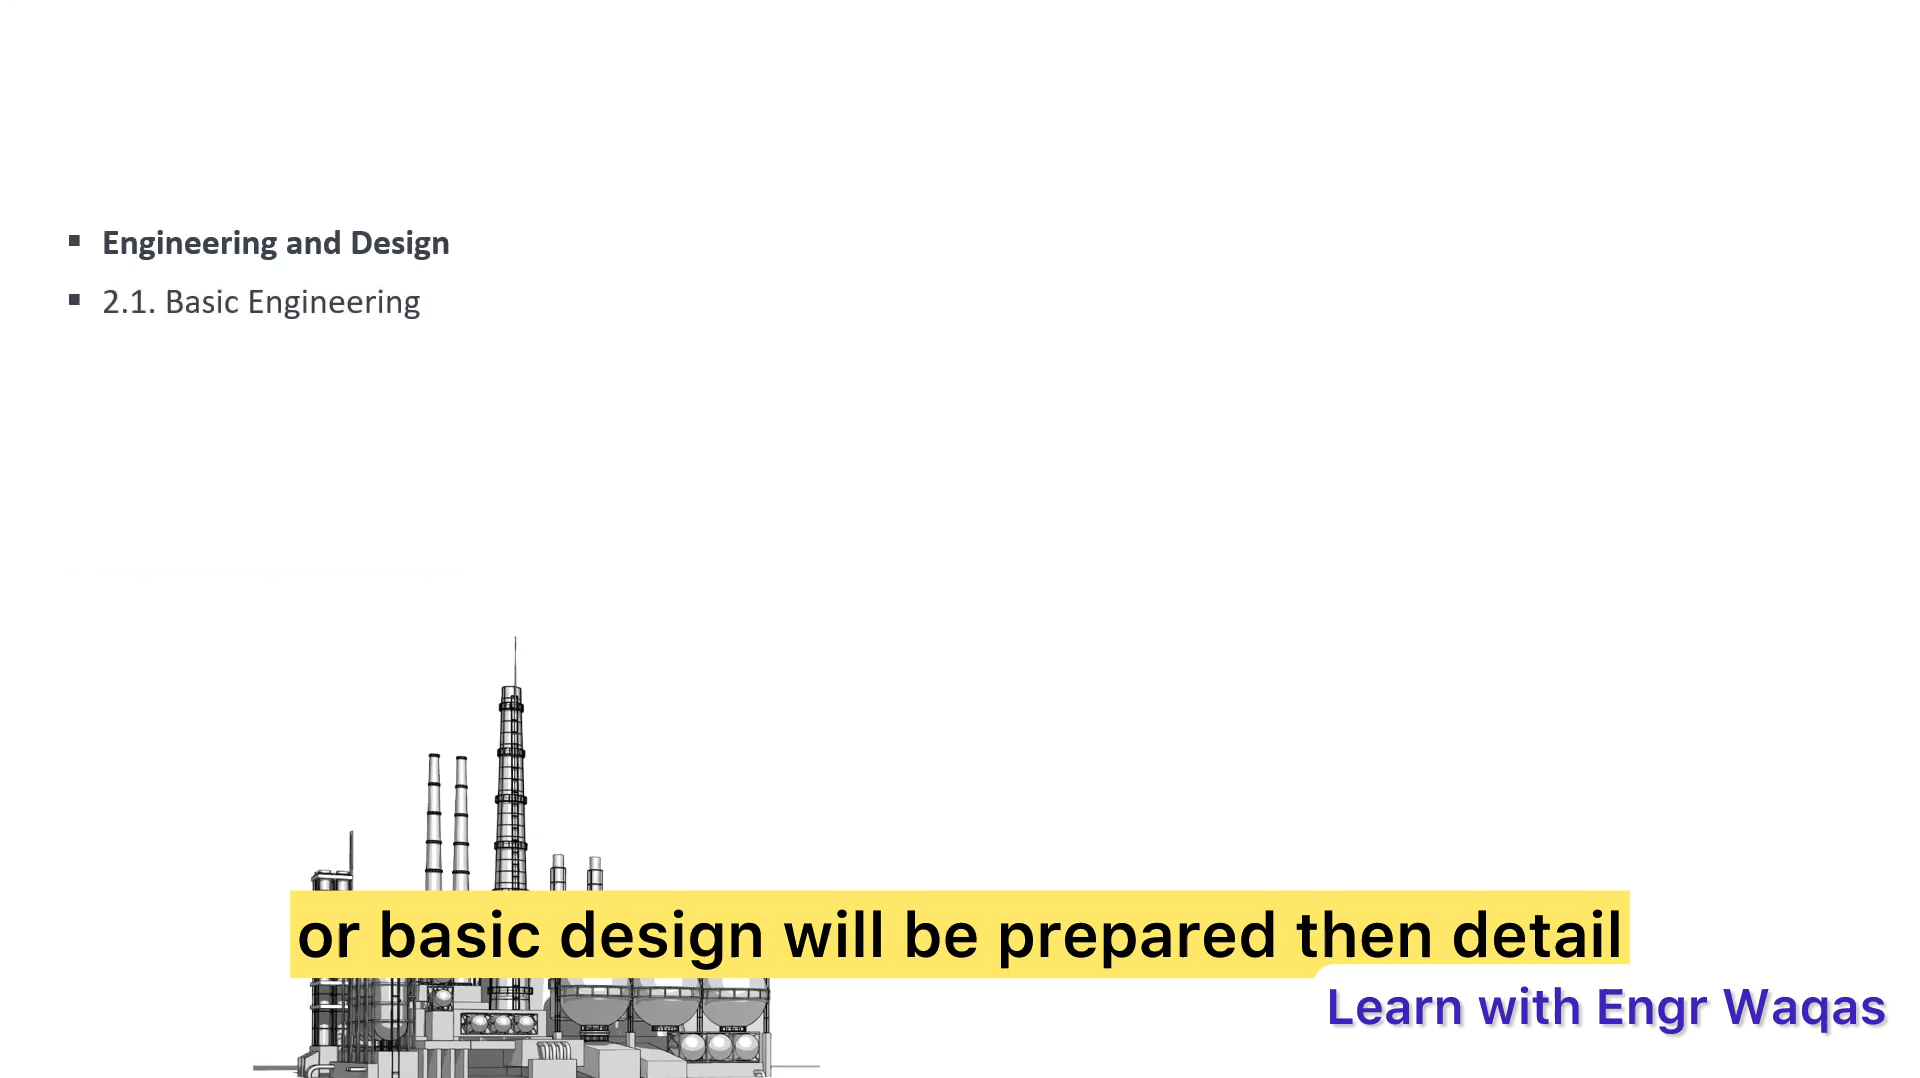 ▪ Engineering and Design
▪ 2.1. Basic Engineering
or basic design will be prepared then detail
Learn with Engr Waqas